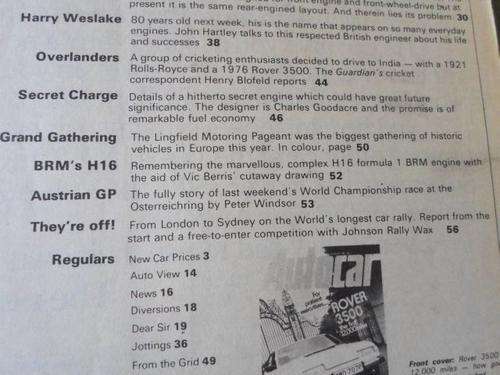 for front engine and front-wheel-drive but at
present it is the same rear-engined layout. And therein lies its problem 30
Harry Weslake 80 years old next week, his is the name that appears on so many everyday
engines. John Hartley talks to this respected British engineer about his life
and successes 38
Overlanders A group of cricketing enthusiasts decided to drive to India — with a 1921
Rolls-Royce and a 1976 Rover 3500. The Guardian's cricket
correspondent Henry Blofeld reports 44
Secret Charge Details of a hitherto secret engine which could have great future
significance. The designer is Charles Goodacre and the promise is of
remarkable fuel economy 46
Grand Gathering The Lingfield Motoring Pageant was the biggest gathering of historic
vehicles in Europe this year. In colour, page 50
BRM's H16 Remembering the marvellous, complex H16 formula 1 BRM engine with
the aid of Vic Berris' cutaway drawing 52
Austrian GP The fully story of last weekend's World Championship race at the
Osterreichring by Peter Windsor 53
They're off! From London to Sydney on the World's longest car rally. Report from the
start and a free-to-enter competition with Johnson Rally Wax 56
Regulars New Car Prices 3
Auto View 14
News 16
Diversions 18
Dear Sir 19
Jottings 36
From the Grid 49
Autocar
ROVER
3500
Front cover: Rover 3500
12,000 miles — how